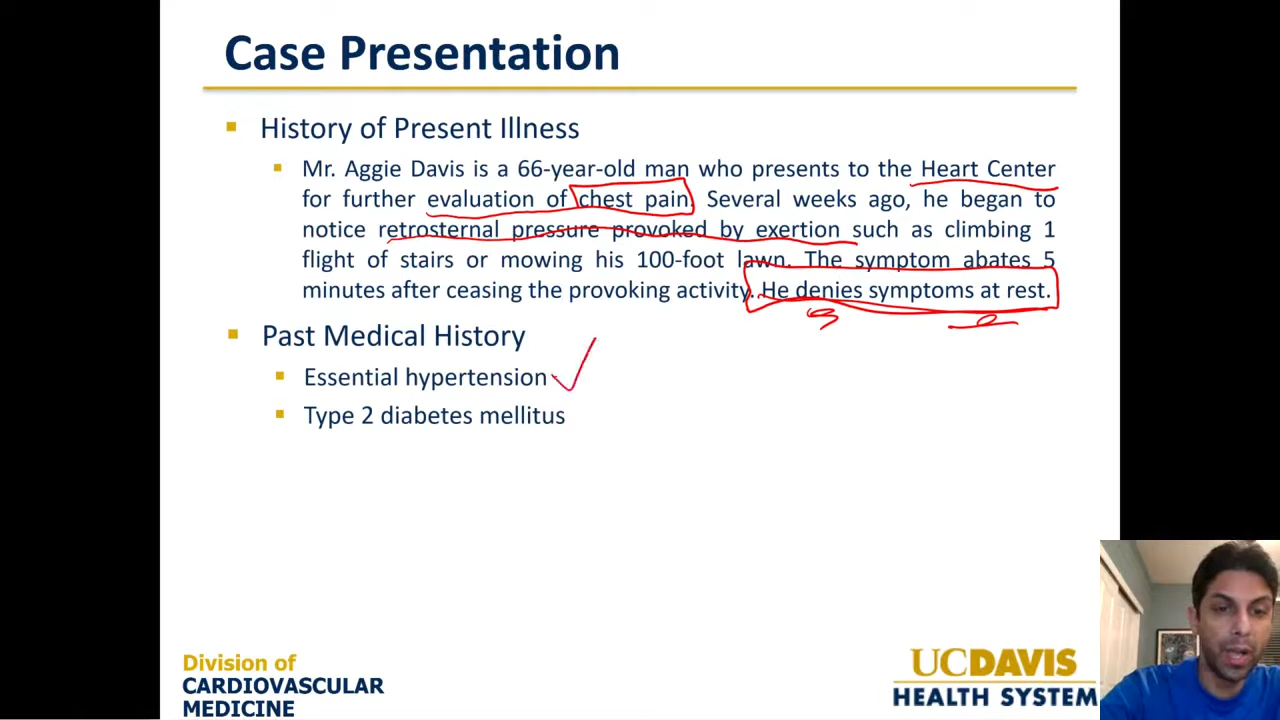 Case Presentation
History of Present Illness
Mr. Aggie Davis is a 66-year-old man who presents to the Heart Center
for further evaluation of chest pain. Several weeks ago, he began to
notice retrosternal pressure provoked by exertion such as climbing 1
flight of stairs or mowing his 100-foot lawn. The symptom abates 5
minutes after ceasing the provoking activity. He denies symptoms at rest.
Past Medical History
Essential hypertension
Type 2 diabetes mellitus
Division of
CARDIOVASCULAR
MEDICINE
UCDAVIS
HEALTH SYSTEM